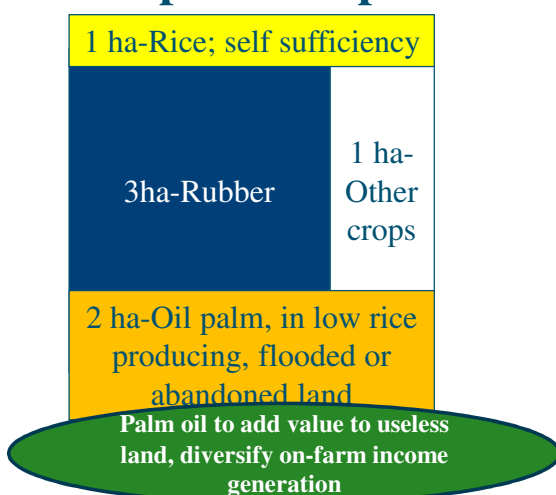 1 ha-Rice; self sufficiency
3ha-Rubber
1 ha-
Other
crops
2 ha-Oil palm, in low rice
producing, flooded or
abandoned land
Palm oil to add value to useless
land, diversify on-farm income
generation